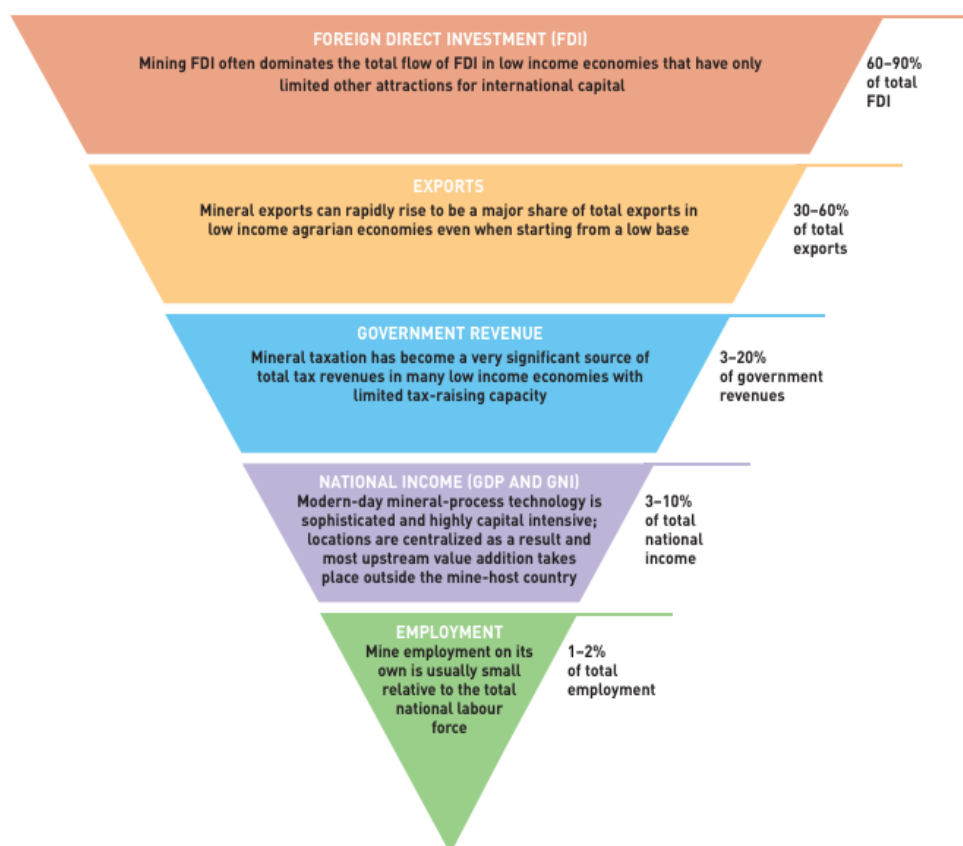 FOREIGN DIRECT INVESTMENT (FDI)
Mining FDI often dominates the total flow of FDI in low income economies that have only
limited other attractions for international capital
60–90%
of total
FDI
EXPORTS
Mineral exports can rapidly rise to be a major share of total exports in
low income agrarian economies even when starting from a low base
30–60%
of total
exports
GOVERNMENT REVENUE
Mineral taxation has become a very significant source of
total tax revenues in many low income economies with
limited tax-raising capacity
3–20%
of government
revenues
NATIONAL INCOME (GDP AND GNI)
Modern-day mineral-process technology is
sophisticated and highly capital intensive;
locations are centralized as a result and
most upstream value addition takes
place outside the mine-host country
3–10%
of total
national
income
EMPLOYMENT
Mine employment on its
own is usually small
relative to the total
national labour
force
1–2%
of total
employment